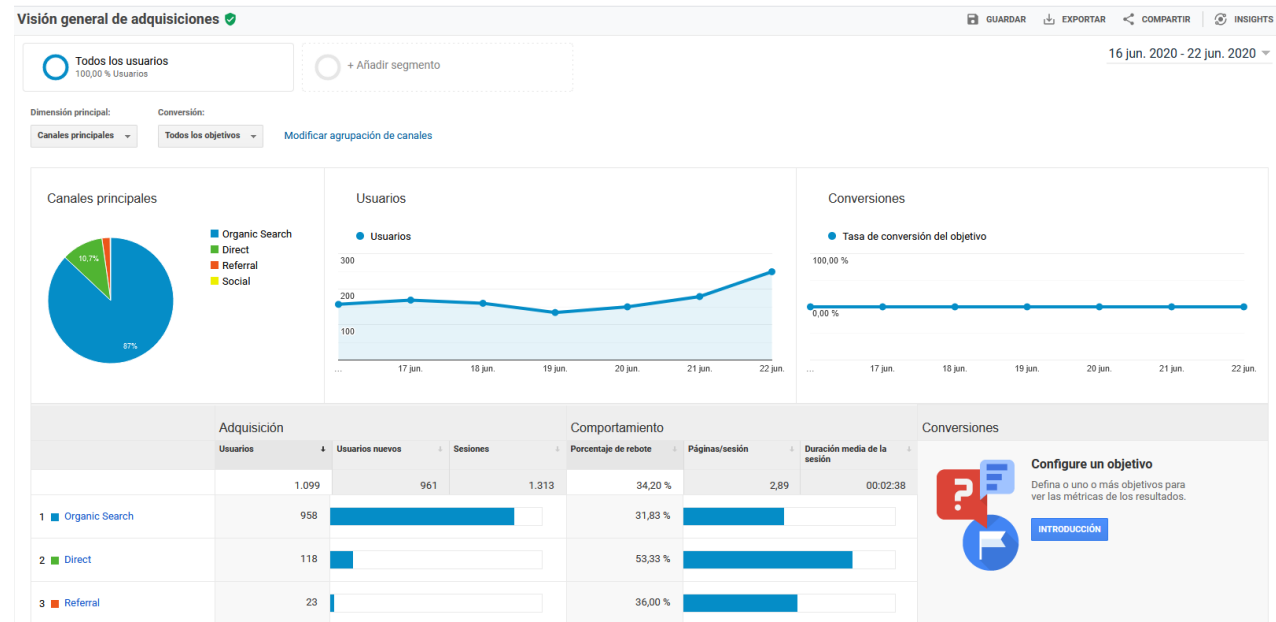 Visión general de adquisiciones
GUARDAR EXPORTAR COMPARTIR INSIGHTS
Todos los usuarios
100,00 % Usuarios
+ Añadir segmento
16 jun. 2020 - 22 jun. 2020
Dimensión principal: Conversión:
Canales principales Todos los objetivos Modificar agrupación de canales
Canales principales
Organic Search
Direct
Referral
Social
10,7%
87%
Usuarios
Usuarios
300
200
100
... 17 jun. 18 jun. 19 jun. 20 jun. 21 jun. 22 jun.
Conversiones
Tasa de conversión del objetivo
100,00 %
0,00 %
... 17 jun. 18 jun. 19 jun. 20 jun. 21 jun. 22 jun.
Adquisición Comportamiento Conversiones
Usuarios Usuarios nuevos Sesiones Porcentaje de rebote Páginas/sesión Duración media de la
sesión
1.099 961 1.313 34,20 % 2,89 00:02:38
1 Organic Search 958 31,83 %
2 Direct 118 53,33 %
3 Referral 23 36,00 %
Configure un objetivo
Defina o uno o más objetivos para
ver las métricas de los resultados.
INTRODUCCIÓN